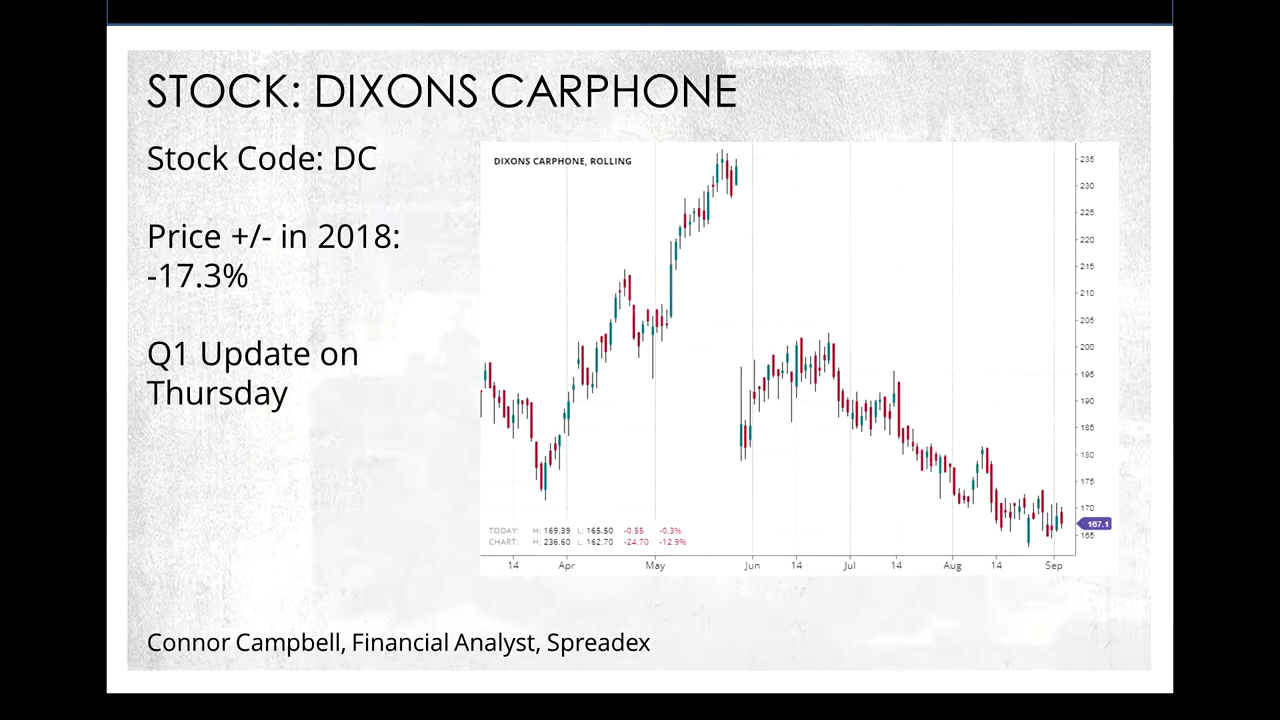 STOCK: DIXONS CARPHONE
Stock Code: DC
Price +/- in 2018:
-17.3%
Q1 Update on
Thursday
DIXONS CARPHONE, ROLLING
235
230
225
220
215
210
205
200
195
190
185
180
175
170
167.1
165
TODAY: H: 169.39 L: 165.50 -0.55 -0.3%
CHART: H: 236.60 L: 162.70 -24.70 -12.9%
14 Apr May Jun 14 Jul 14 Aug 14 Sep
Connor Campbell, Financial Analyst, Spreadex